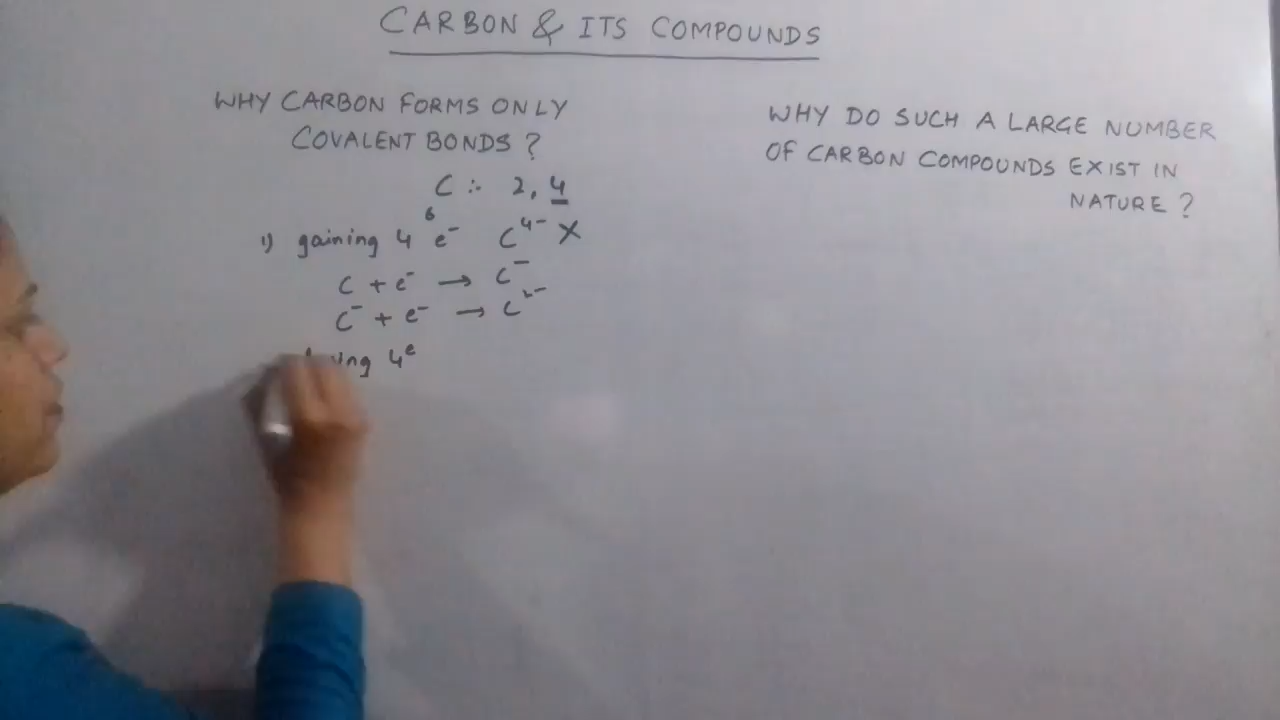 CARBON & ITS COMPOUNDS
WHY CARBON FORMS ONLY
COVALENT BONDS?
C : 2, 4
6
1) gaining 4 e⁻ C⁴⁻ X
C + e⁻ → C⁻
C⁻ + e⁻ → C²⁻
4e
WHY DO SUCH A LARGE NUMBER
OF CARBON COMPOUNDS EXIST IN
NATURE?